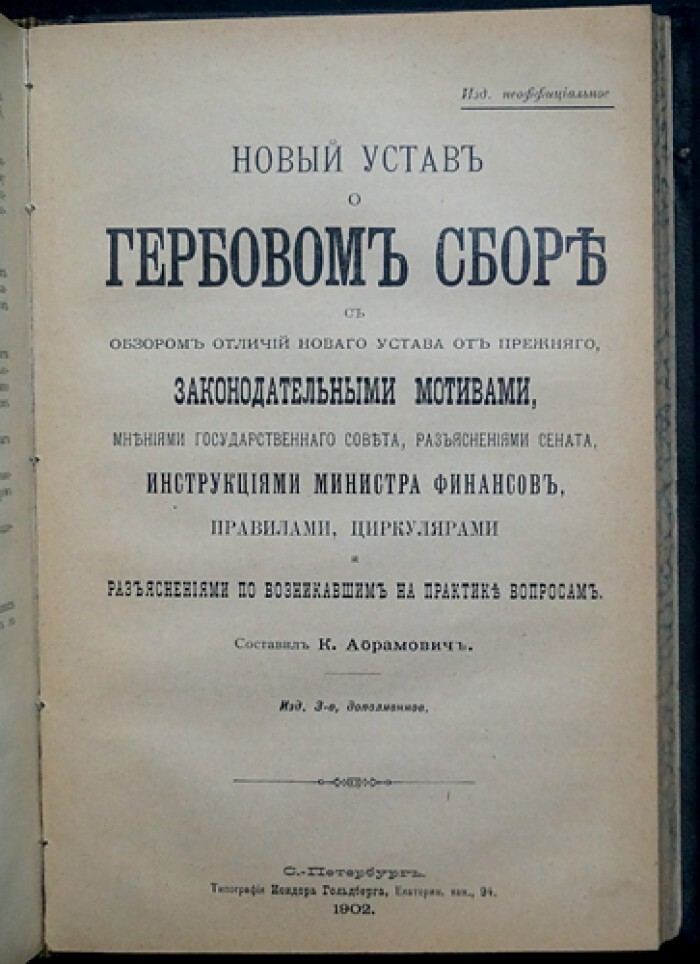 Изд. неоффиціальное
НОВЫЙ УСТАВЪ
О
ГЕРБОВОМЪ СБОРѢ
СЪ
ОБЗОРОМЪ ОТЛИЧІЙ НОВАГО УСТАВА ОТЪ ПРЕЖНЯГО,
ЗАКОНОДАТЕЛЬНЫМИ МОТИВАМИ,
МНѢНІЯМИ ГОСУДАРСТВЕННАГО СОВѢТА, РАЗЪЯСНЕНІЯМИ СЕНАТА,
ИНСТРУКЦІЯМИ МИНИСТРА ФИНАНСОВЪ,
ПРАВИЛАМИ, ЦИРКУЛЯРАМИ
и
РАЗЪЯСНЕНІЯМИ ПО ВОЗНИКАВШИМЪ НА ПРАКТИКѢ ВОПРОСАМЪ.
Составилъ К. Абрамовичъ.
Изд. 3-е, дополненное.
С.-Петербургъ.
Типографія Исидора Гольдберга, Екатерин. кан., 94.
1902.